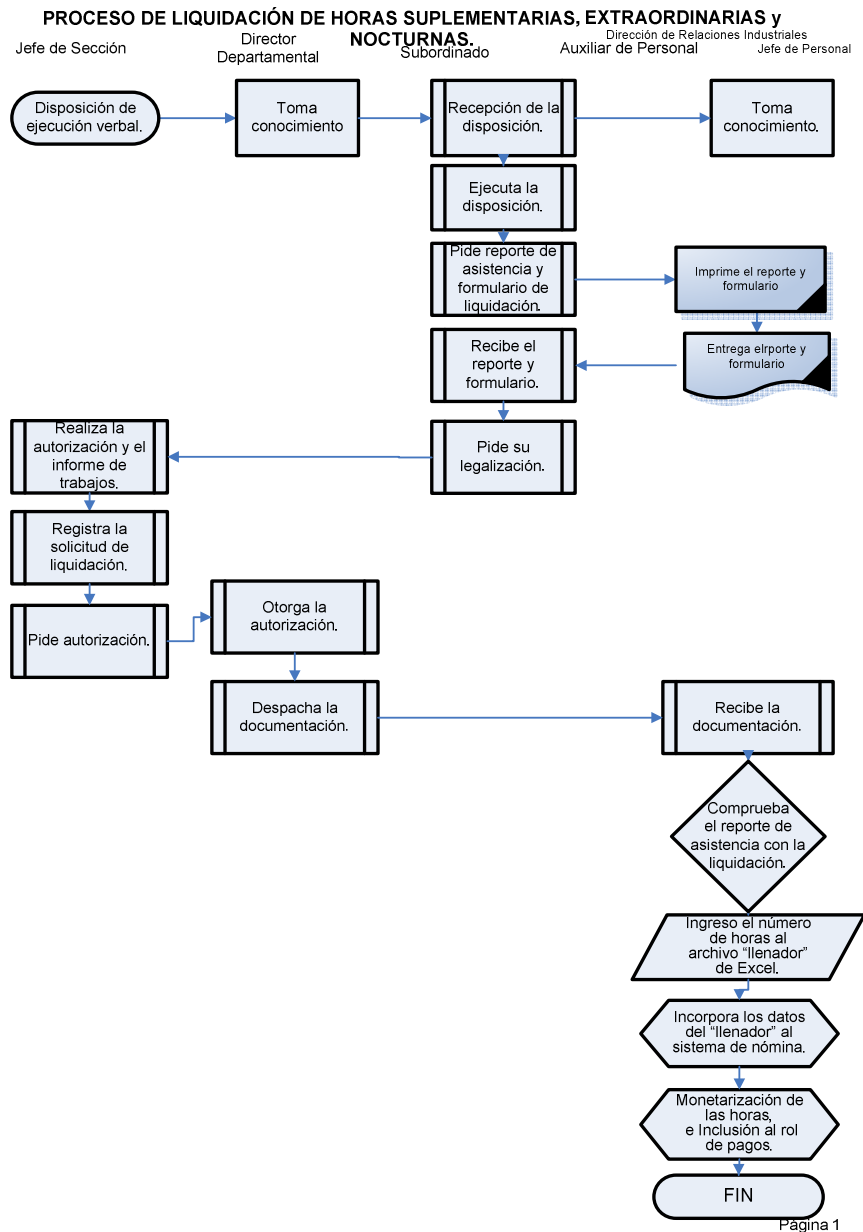 PROCESO DE LIQUIDACIÓN DE HORAS SUPLEMENTARIAS, EXTRAORDINARIAS y
NOCTURNAS.
Jefe de Sección
Director
Departamental
Subordinado
Dirección de Relaciones Industriales
Auxiliar de Personal
Jefe de Personal
Disposición de
ejecución verbal.
Toma
conocimiento
Recepción de la
disposición.
Toma
conocimiento.
Ejecuta la
disposición.
Pide reporte de
asistencia y
formulario de
liquidación.
Imprime el reporte y
formulario
Entrega elrporte y
formulario
Recibe el
reporte y
formulario.
Pide su
legalización.
Realiza la
autorización y el
informe de
trabajos.
Registra la
solicitud de
liquidación.
Pide autorización.
Otorga la
autorización.
Despacha la
documentación.
Recibe la
documentación.
Comprueba
el reporte de
asistencia con la
liquidación.
Ingreso el número
de horas al
archivo “llenador”
de Excel.
Incorpora los datos
del “llenador” al
sistema de nómina.
Monetarización de
las horas,
e Inclusión al rol
de pagos.
FIN
Página 1